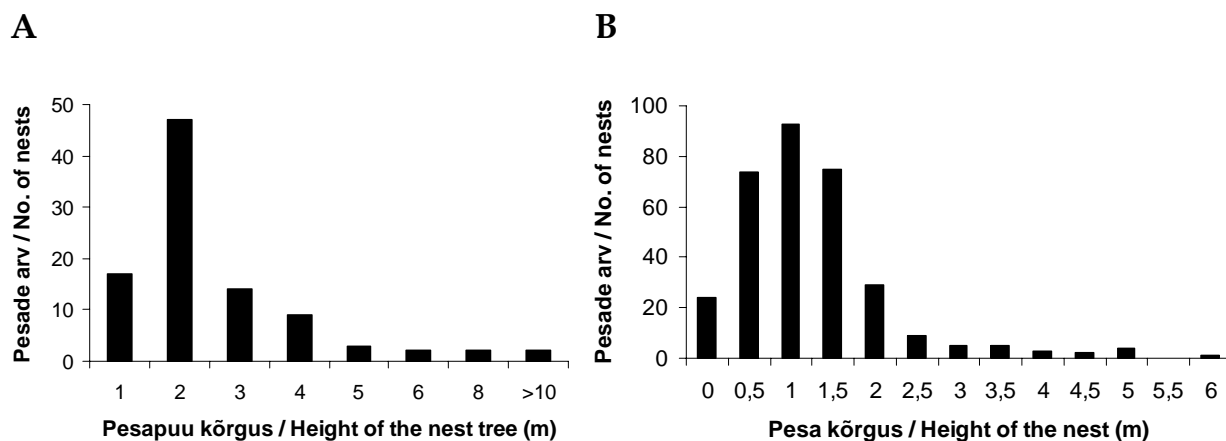 A
Pesade arv / No. of nests
50
40
30
20
10
0
1 2 3 4 5 6 8 >10
Pesapuu kõrgus / Height of the nest tree (m)
B
Pesade arv / No. of nests
100
80
60
40
20
0
0 0,5 1 1,5 2 2,5 3 3,5 4 4,5 5 5,5 6
Pesa kõrgus / Height of the nest (m)